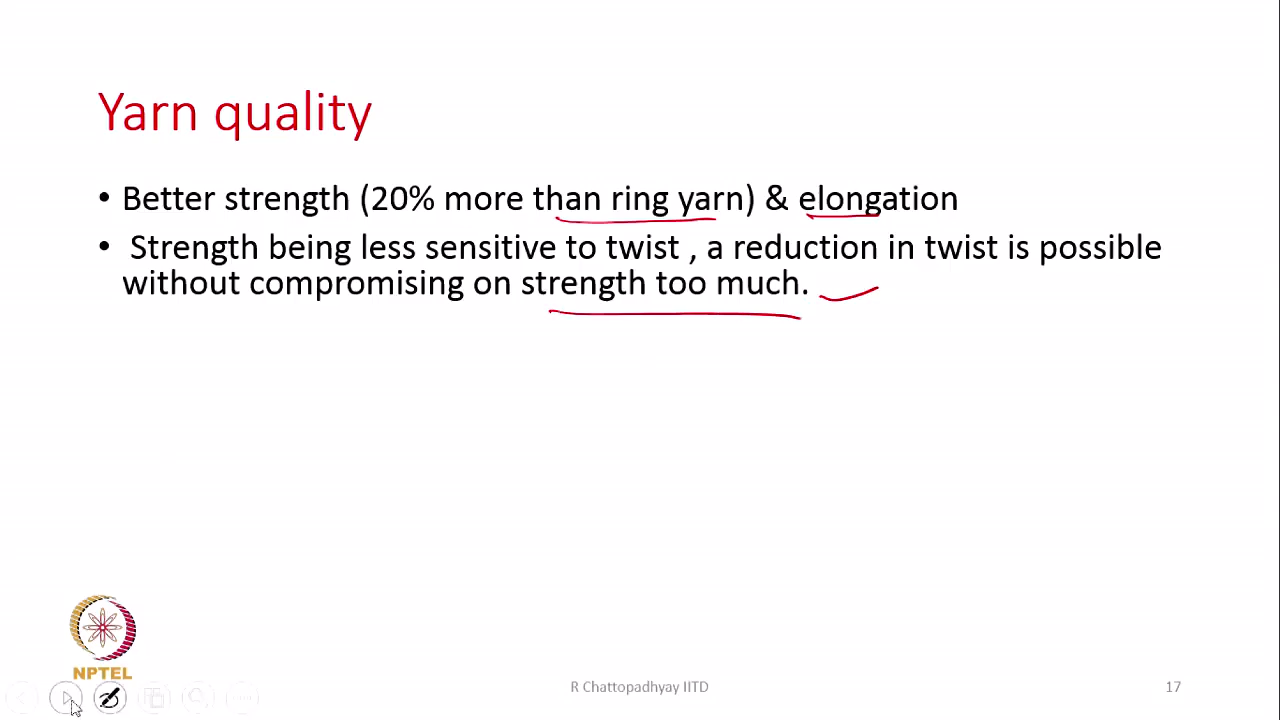 Yarn quality
• Better strength (20% more than ring yarn) & elongation
• Strength being less sensitive to twist , a reduction in twist is possible
without compromising on strength too much.
NPTEL
R Chattopadhyay IITD
17